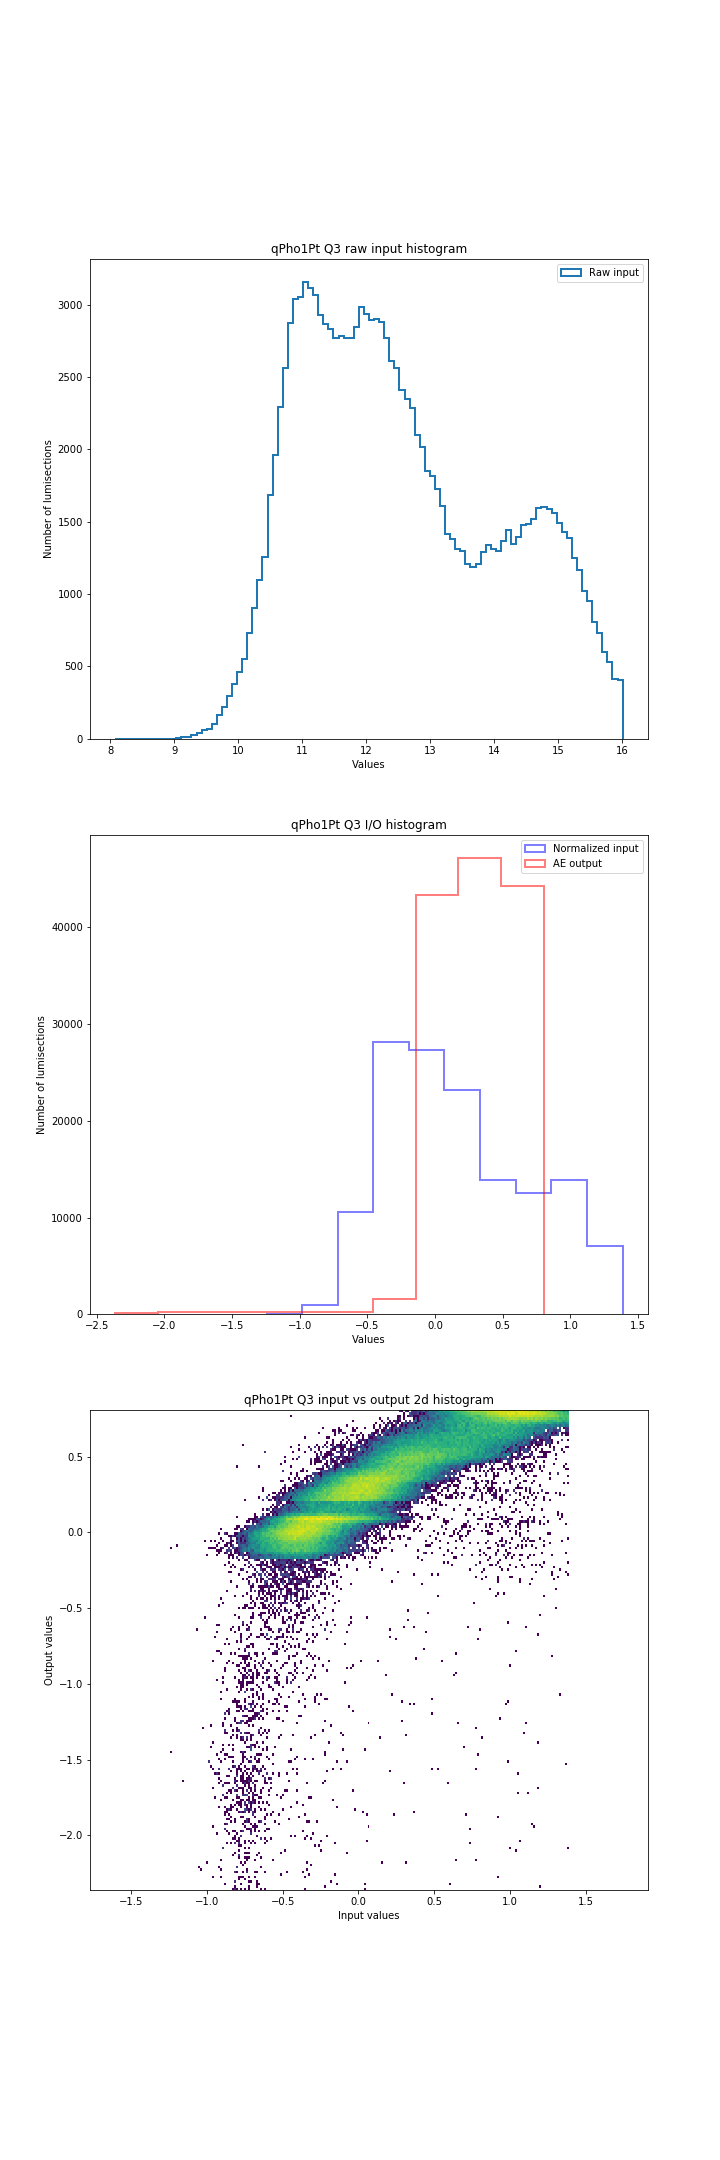 qPho1Pt Q3 raw input histogram
Raw input
3000
2500
2000
1500
1000
500
0
Number of lumisections
8 9 10 11 12 13 14 15 16
Values
qPho1Pt Q3 I/O histogram
Normalized input
AE output
40000
30000
20000
10000
0
Number of lumisections
−2.5 −2.0 −1.5 −1.0 −0.5 0.0 0.5 1.0 1.5
Values
qPho1Pt Q3 input vs output 2d histogram
0.5
0.0
−0.5
−1.0
−1.5
−2.0
Output values
−1.5 −1.0 −0.5 0.0 0.5 1.0 1.5
Input values